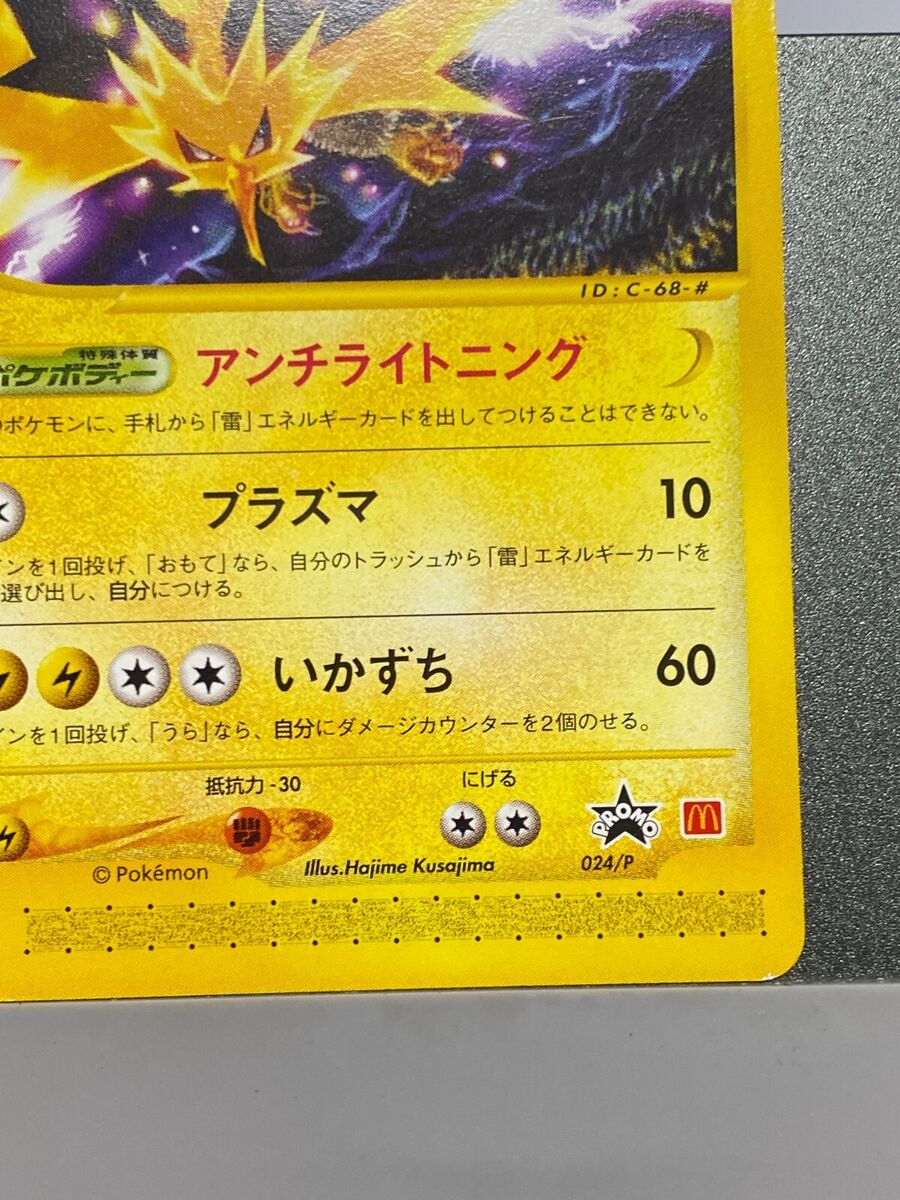 ID : C-68-#
特殊体質
ポケボディー アンチライトニング
のポケモンに、手札から「雷」エネルギーカードを出してつけることはできない。
プラズマ 10
インを1回投げ、「おもて」なら、自分のトラッシュから「雷」エネルギーカードを
選び出し、自分につける。
いかずち 60
インを1回投げ、「うら」なら、自分にダメージカウンターを2個のせる。
抵抗力 -30 にげる
PROMO
© Pokémon Illus.Hajime Kusajima 024/P